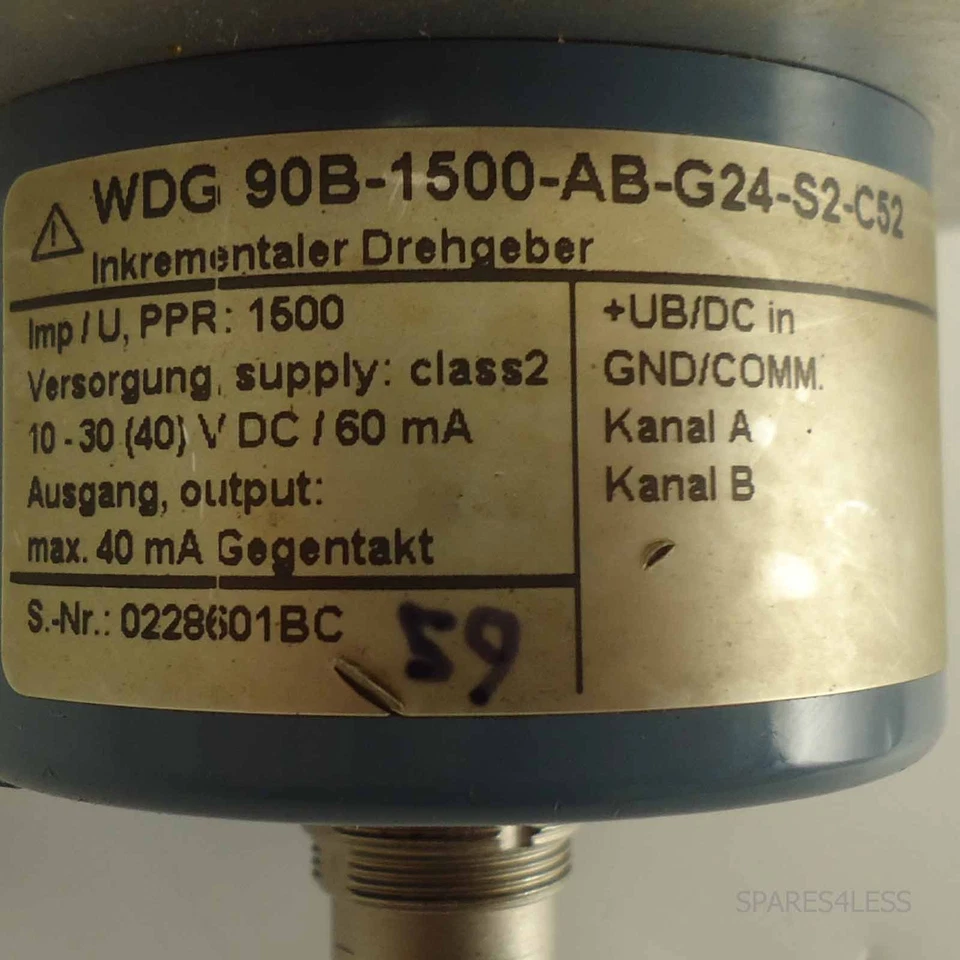 WDG 90B-1500-AB-G24-S2-C52
Inkrementaler Drehgeber
Imp / U, PPR: 1500
Versorgung, supply: class2
10 - 30 (40) V DC / 60 mA
Ausgang, output:
max. 40 mA Gegentakt
S.-Nr.: 0228601BC
59
+UB/DC in
GND/COMM.
Kanal A
Kanal B
SPARES4LESS